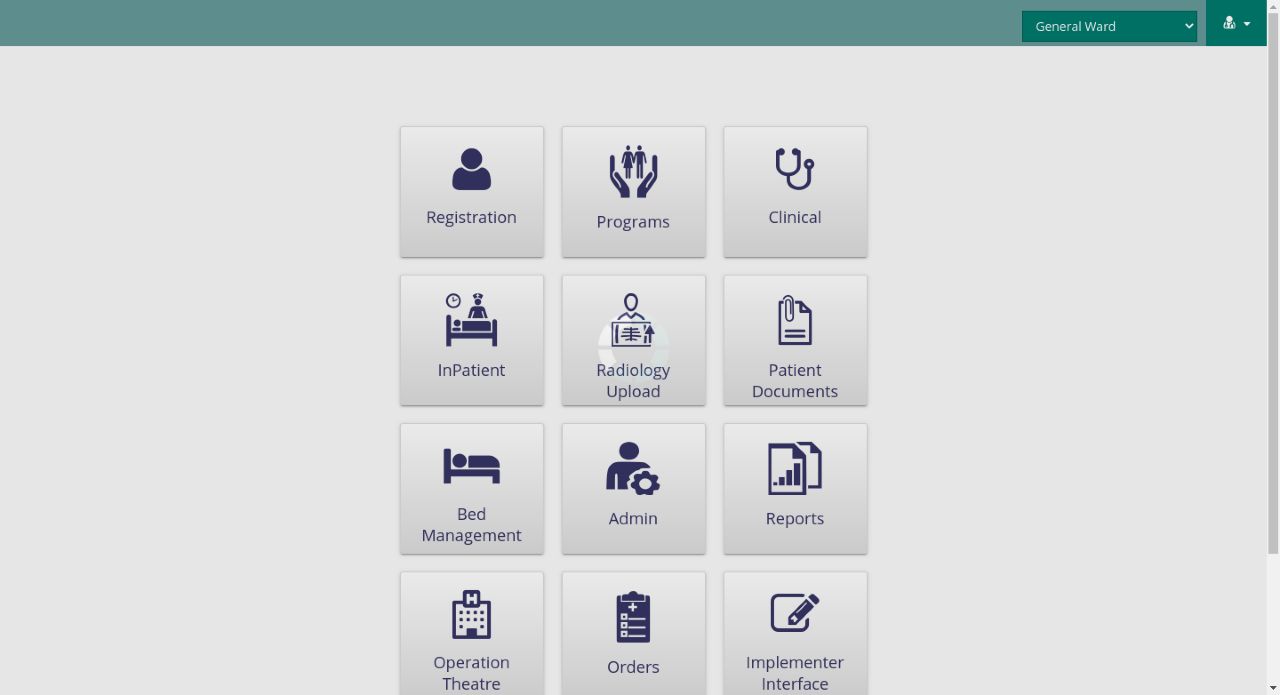 General Ward
Registration
Programs
Clinical
InPatient
Radiology
Upload
Patient
Documents
Bed
Management
Admin
Reports
Operation
Theatre
Orders
Implementer
Interface